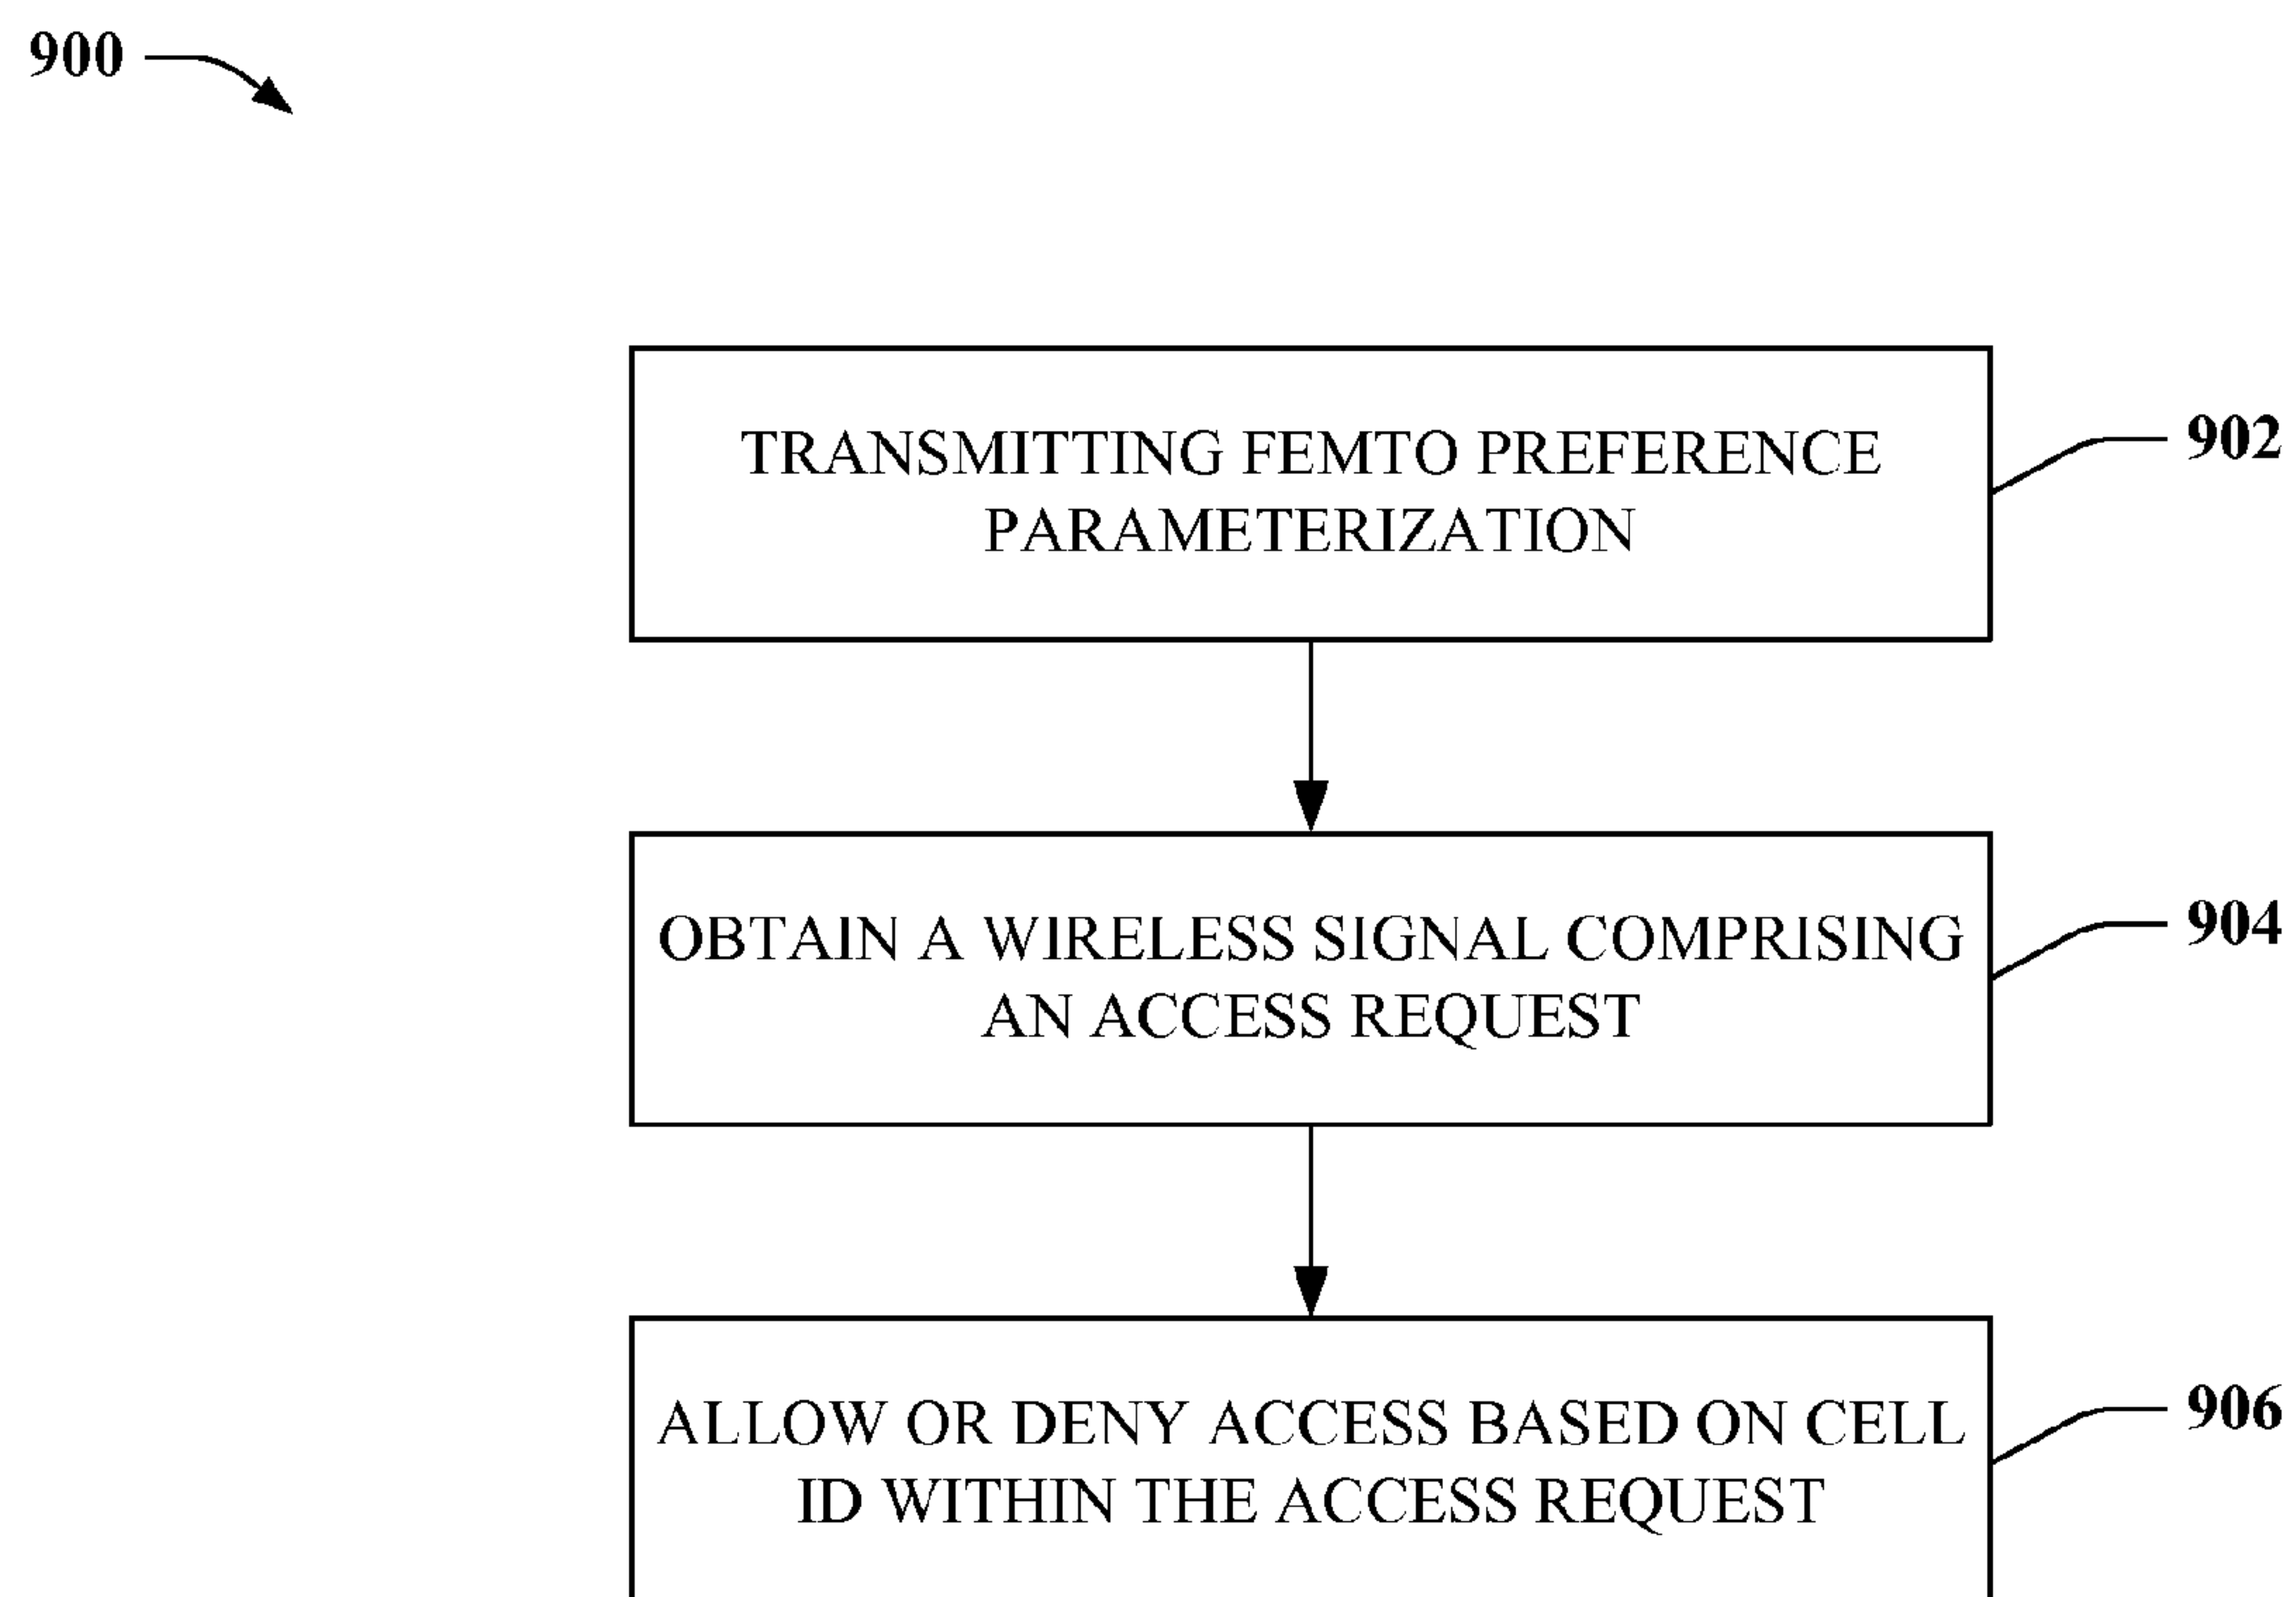 900
TRANSMITTING FEMTO PREFERENCE
PARAMETERIZATION
902
OBTAIN A WIRELESS SIGNAL COMPRISING
AN ACCESS REQUEST
904
ALLOW OR DENY ACCESS BASED ON CELL
ID WITHIN THE ACCESS REQUEST
906